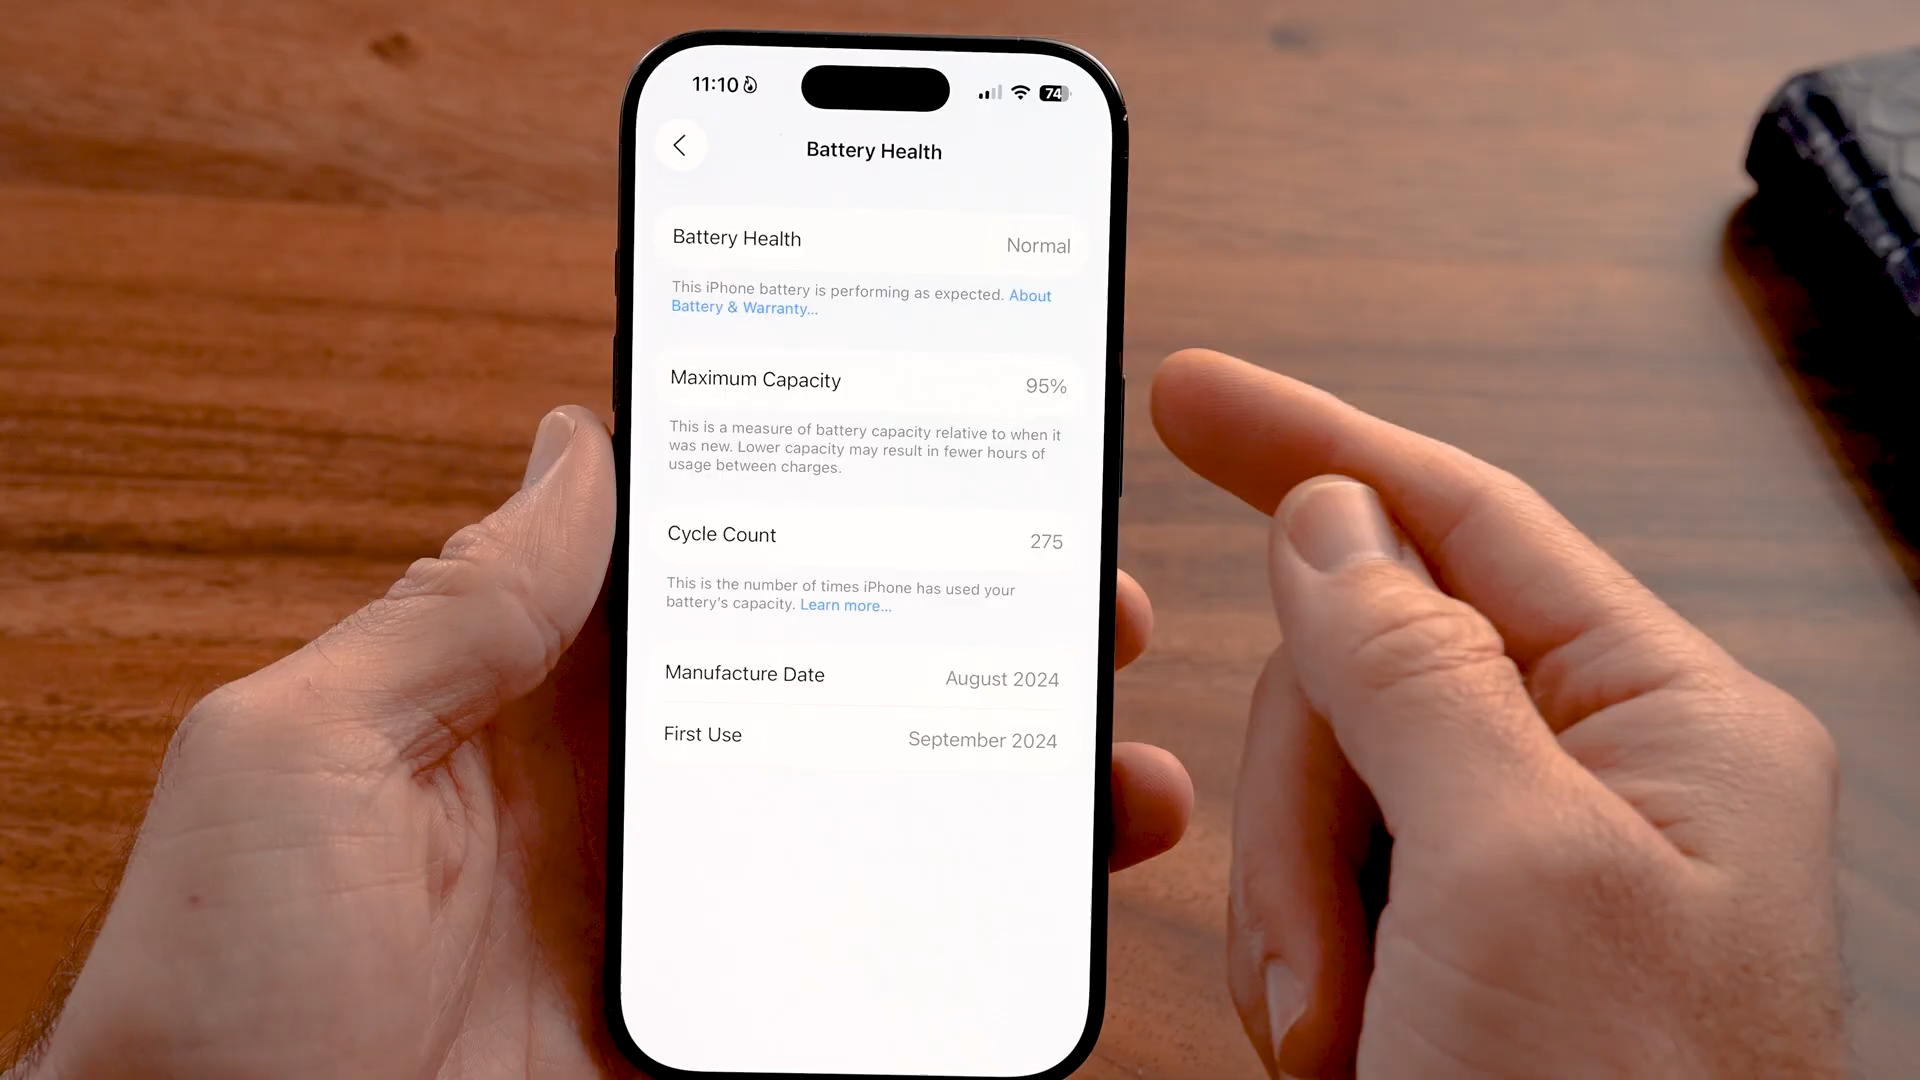 11:10
74
Battery Health
Battery Health Normal
This iPhone battery is performing as expected. About
Battery & Warranty...
Maximum Capacity 95%
This is a measure of battery capacity relative to when it
was new. Lower capacity may result in fewer hours of
usage between charges.
Cycle Count 275
This is the number of times iPhone has used your
battery's capacity. Learn more...
Manufacture Date August 2024
First Use September 2024